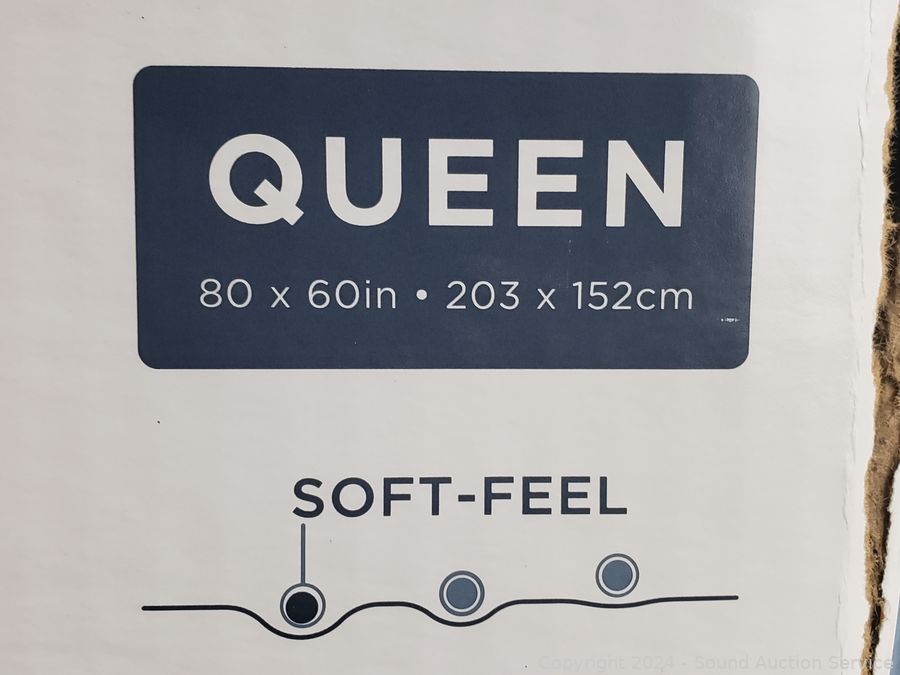 QUEEN
80 x 60in • 203 x 152cm
SOFT-FEEL
Copyright 2024 - Sound Auction Service